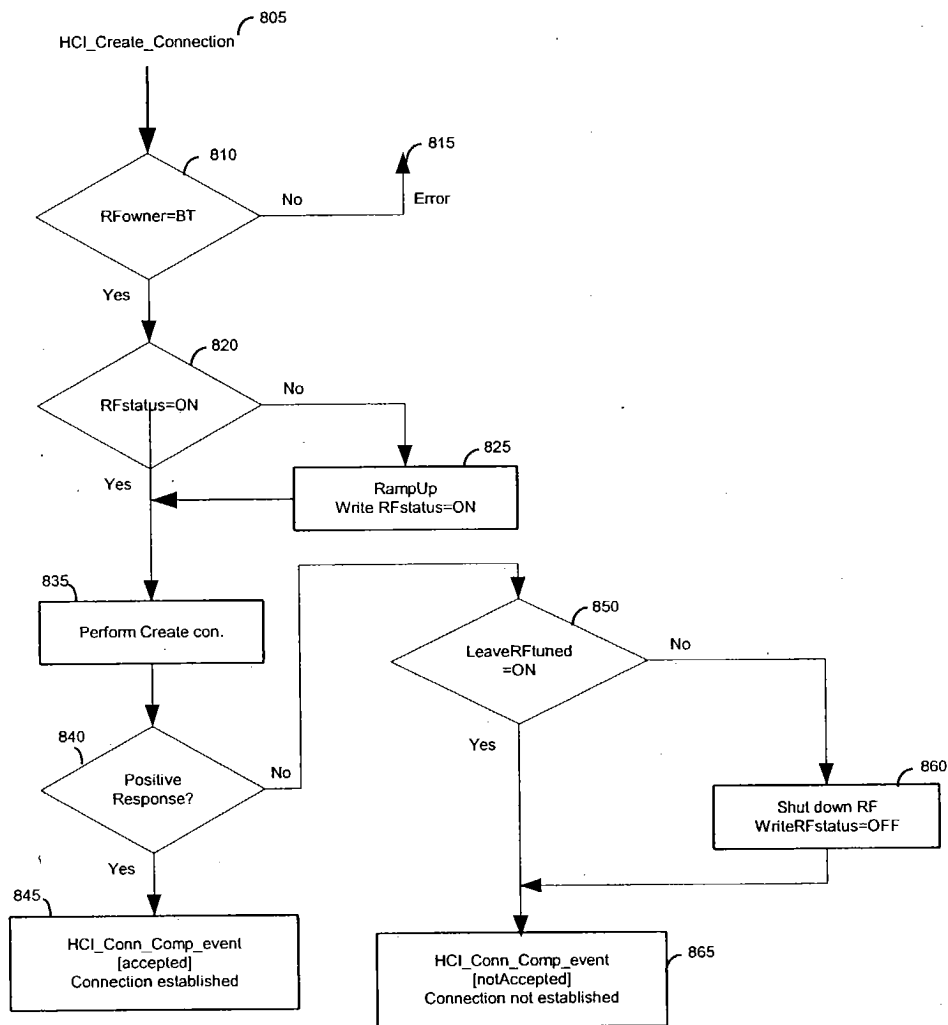 805
HCI_Create_Connection
810
815
RFowner=BT
No
Error
Yes
820
RFstatus=ON
No
825
Yes
RampUp
Write RFstatus=ON
835
Perform Create con.
850
LeaveRFtuned
=ON
No
Yes
840
Positive
Response?
No
860
Shut down RF
WriteRFstatus=OFF
Yes
845
HCI_Conn_Comp_event
[accepted]
Connection established
865
HCI_Conn_Comp_event
[notAccepted]
Connection not established